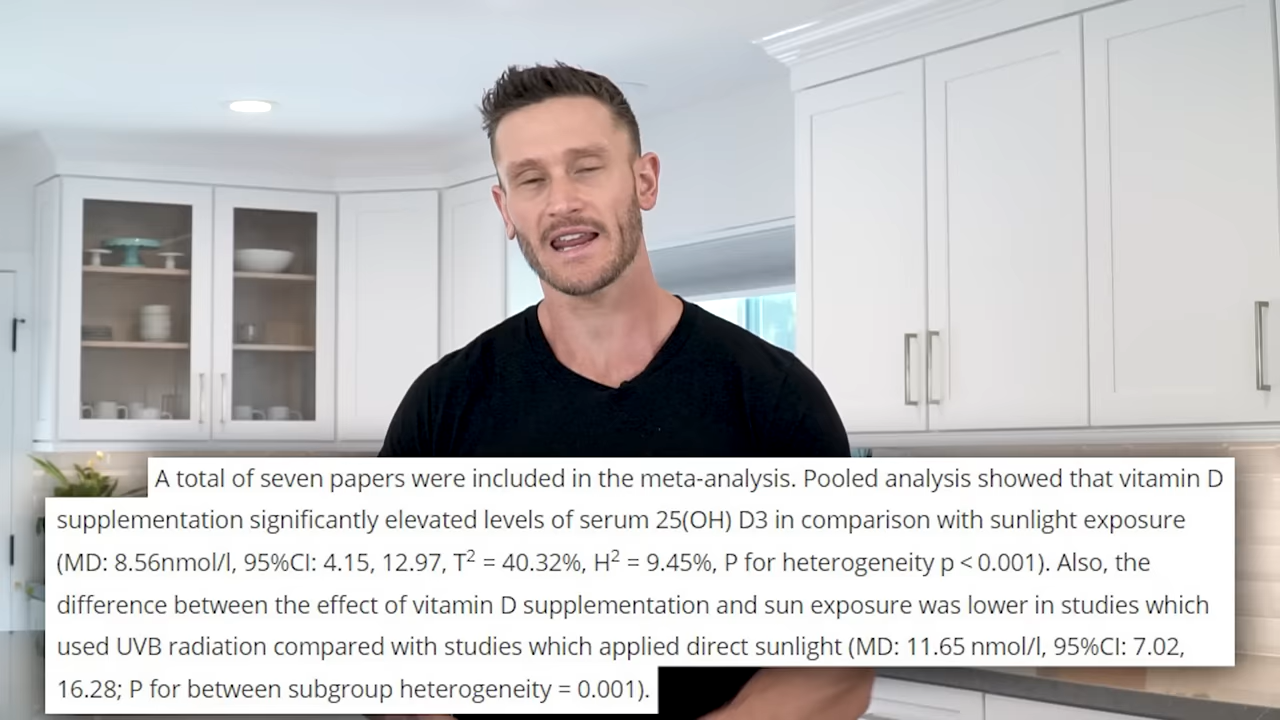 A total of seven papers were included in the meta-analysis. Pooled analysis showed that vitamin D
supplementation significantly elevated levels of serum 25(OH) D3 in comparison with sunlight exposure
(MD: 8.56nmol/l, 95%CI: 4.15, 12.97, T² = 40.32%, H² = 9.45%, P for heterogeneity p < 0.001). Also, the
difference between the effect of vitamin D supplementation and sun exposure was lower in studies which
used UVB radiation compared with studies which applied direct sunlight (MD: 11.65 nmol/l, 95%CI: 7.02,
16.28; P for between subgroup heterogeneity = 0.001).